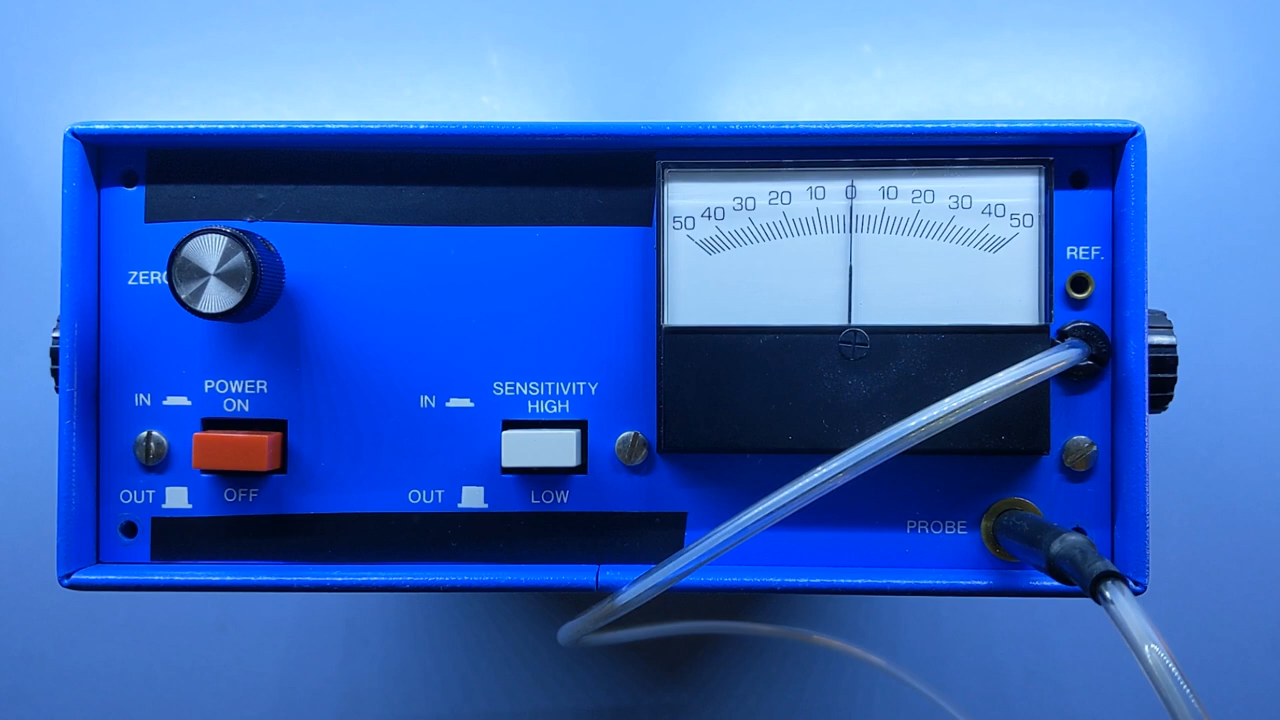 50 40 30 20 10 0 10 20 30 40 50
REF.
ZERO
IN
POWER
ON
OUT
OFF
IN
SENSITIVITY
HIGH
OUT
LOW
PROBE